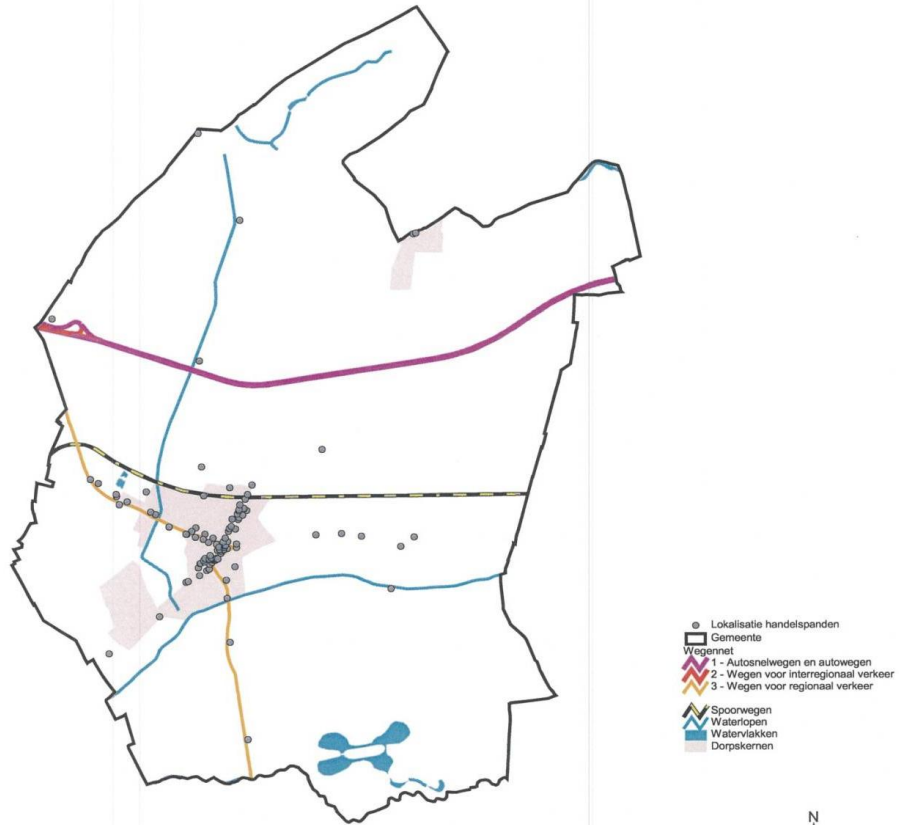 Lokalisatie handelspanden
Gemeente
Wegennet
1 - Autosnelwegen en autowegen
2 - Wegen voor interregionaal verkeer
3 - Wegen voor regionaal verkeer
Spoorwegen
Waterlopen
Watervlakken
Dorpskernen
N